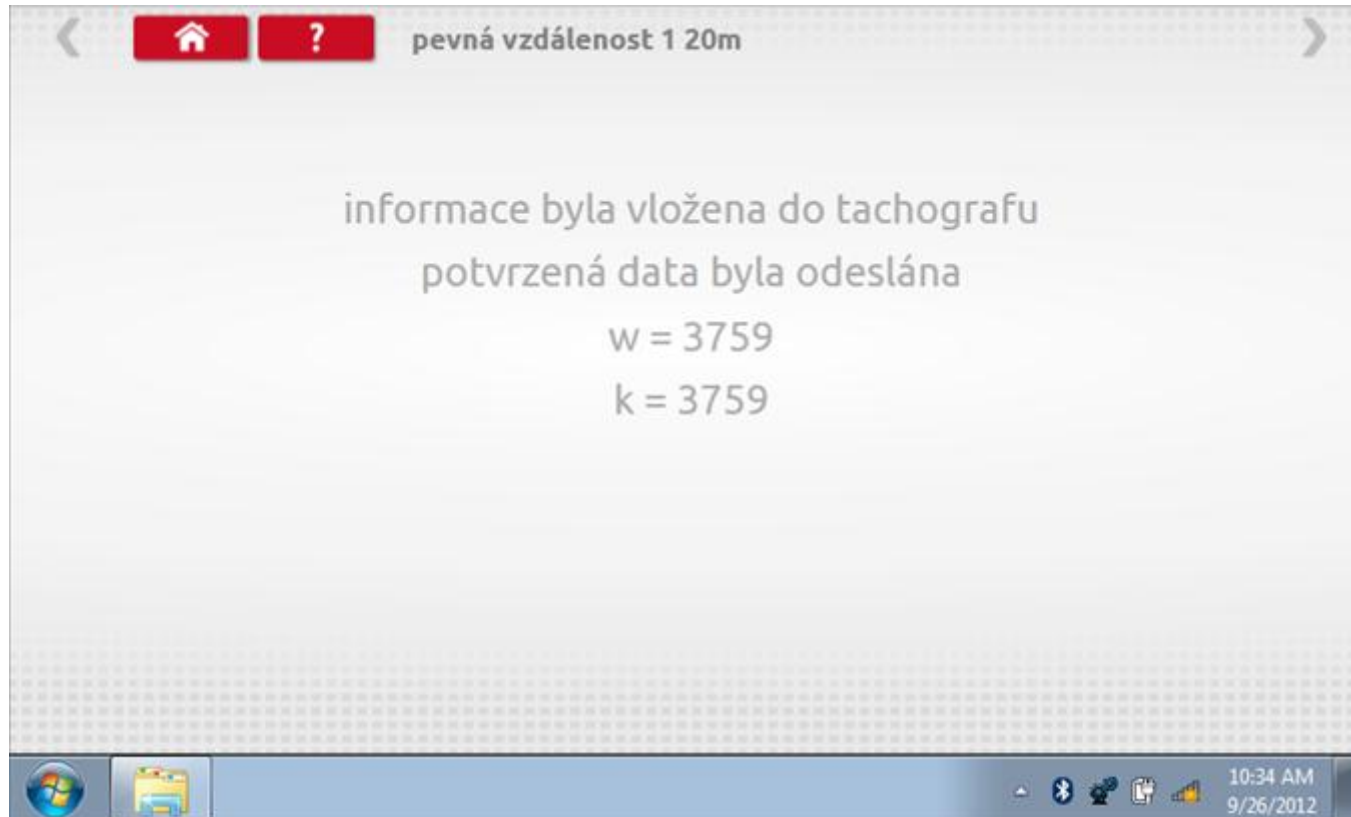 ? pevná vzdálenost 1 20m
informace byla vložena do tachografu
potvrzená data byla odeslána
w = 3759
k = 3759
10:34 AM
9/26/2012